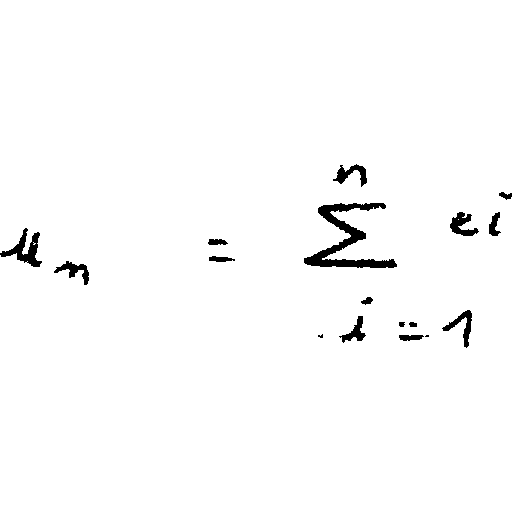 u_n = \sum_{i=1}^{n} e i